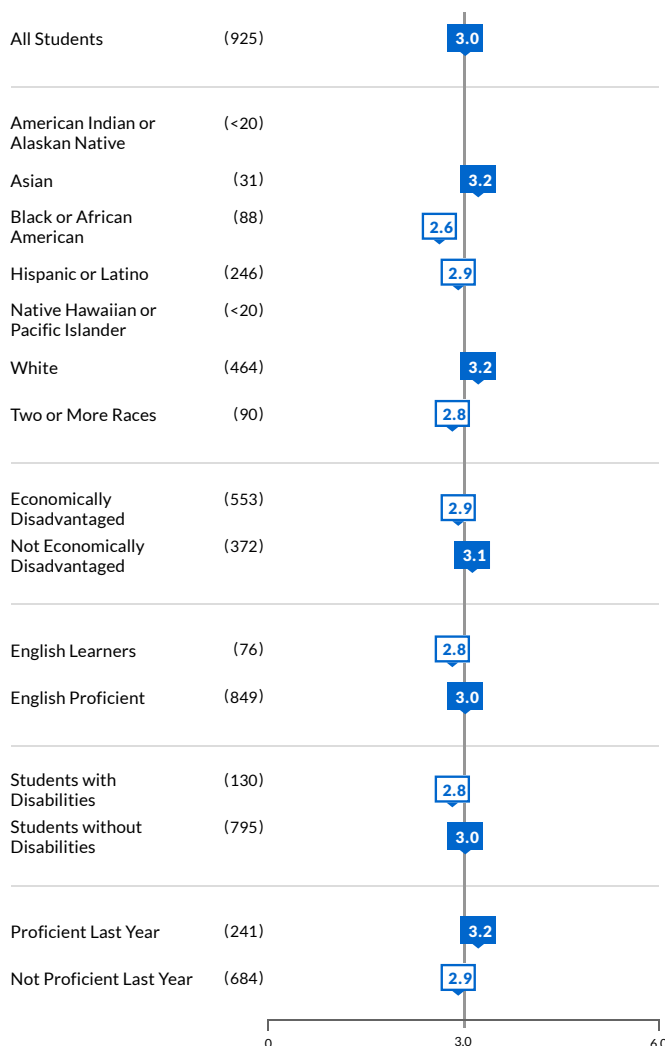 All Students (925) 3.0
American Indian or (<20)
Alaskan Native
Asian (31) 3.2
Black or African (88) 2.6
American
Hispanic or Latino (246) 2.9
Native Hawaiian or (<20)
Pacific Islander
White (464) 3.2
Two or More Races (90) 2.8
Economically (553) 2.9
Disadvantaged
Not Economically (372) 3.1
Disadvantaged
English Learners (76) 2.8
English Proficient (849) 3.0
Students with (130) 2.8
Disabilities
Students without (795) 3.0
Disabilities
Proficient Last Year (241) 3.2
Not Proficient Last Year (684) 2.9
0 3.0 6.0